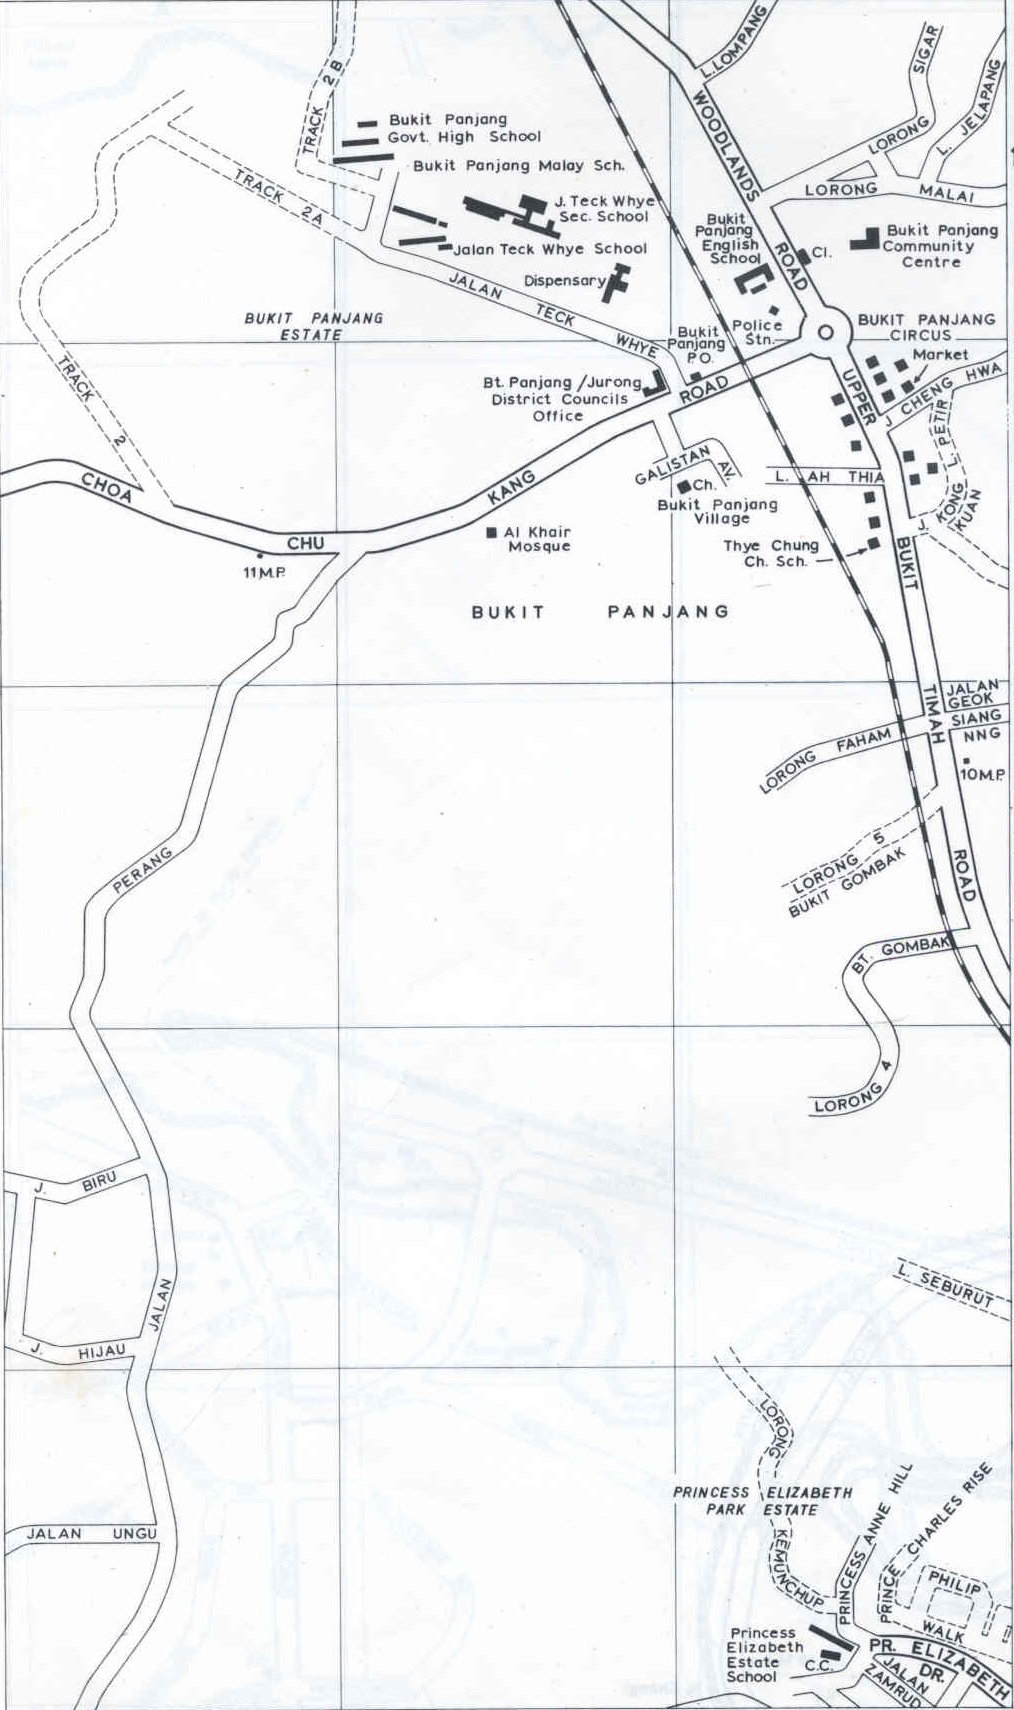 L. LOMPANG
SIGAR
L. JELAPANG
TRACK 2B
WOODLANDS
Bukit Panjang
Govt. High School
LORONG
Bukit Panjang Malay Sch.
TRACK 2A
LORONG MALAI
J. Teck Whye
Sec. School
Bukit
Panjang
English
School
Bukit Panjang
Community
Centre
Jalan Teck Whye School
Cl.
ROAD
Dispensary
JALAN TECK WHYE
BUKIT PANJANG
ESTATE
Police
Stn.
BUKIT PANJANG
CIRCUS
Bukit
Panjang
P.O.
Market
TRACK 2
Bt. Panjang / Jurong
District Councils
Office
ROAD
UPPER
J. CHENG HWA
L. PETIR
GALISTAN AV.
L. AH THIA
CHOA
KANG
Ch.
Bukit Panjang
Village
J. KONG
KUAN
CHU
Al Khair
Mosque
Thye Chung
Ch. Sch.
BUKIT
11 M.P.
BUKIT PANJANG
TIMAH
JALAN
GEOK
SIANG
NNG
LORONG FAHAM
10 M.P.
LORONG 5
BUKIT GOMBAK
ROAD
PERANG
BT. GOMBAK
LORONG 4
J. BIRU
L. SEBURUT
JALAN
J. HIJAU
LORONG
PRINCESS ELIZABETH
PARK ESTATE
PRINCESS ANNE HILL
PRINCE CHARLES RISE
JALAN UNGU
KEMUNCHUP
PHILIP
WALK
Princess
Elizabeth
Estate
School
C.C.
PR. ELIZABETH
DR.
JALAN
ZAMRUD